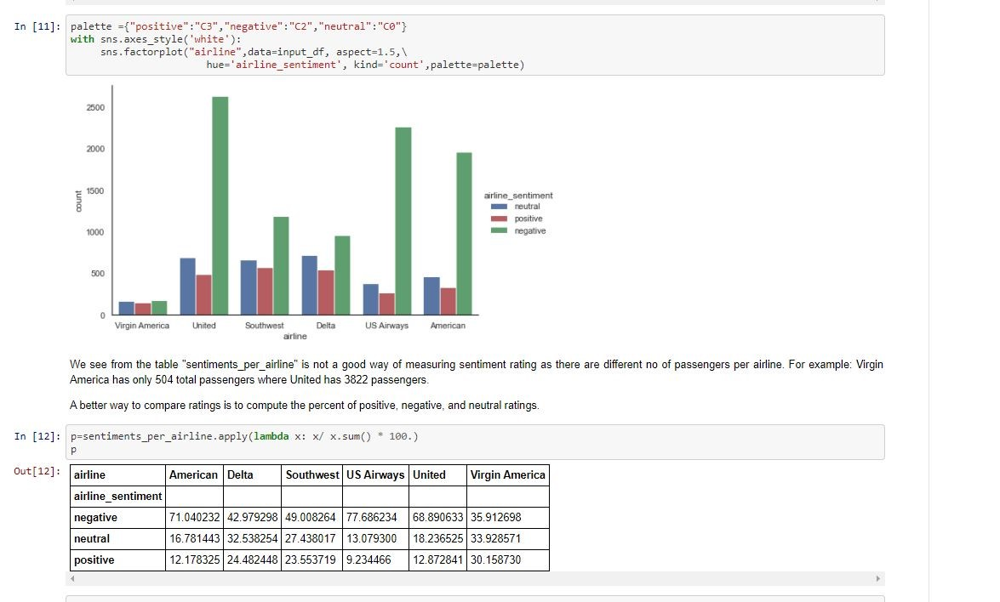 In [11]: palette ={"positive":"C3","negative":"C2","neutral":"C0"}
with sns.axes_style('white'):
sns.factorplot("airline",data=input_df, aspect=1.5,\
hue='airline_sentiment', kind='count',palette=palette)
2500
2000
1500
1000
500
0
count
Virgin America United Southwest Delta US Airways American
airline
airline_sentiment
neutral
positive
negative
We see from the table "sentiments_per_airline" is not a good way of measuring sentiment rating as there are different no of passengers per airline. For example: Virgin
America has only 504 total passengers where United has 3822 passengers.
A better way to compare ratings is to compute the percent of positive, negative, and neutral ratings.
In [12]: p=sentiments_per_airline.apply(lambda x: x/ x.sum() * 100.)
p
Out[12]: airline American Delta Southwest US Airways United Virgin America
airline_sentiment
negative 71.040232 42.979298 49.008264 77.686234 68.890633 35.912698
neutral 16.781443 32.538254 27.438017 13.079300 18.236525 33.928571
positive 12.178325 24.482448 23.553719 9.234466 12.872841 30.158730